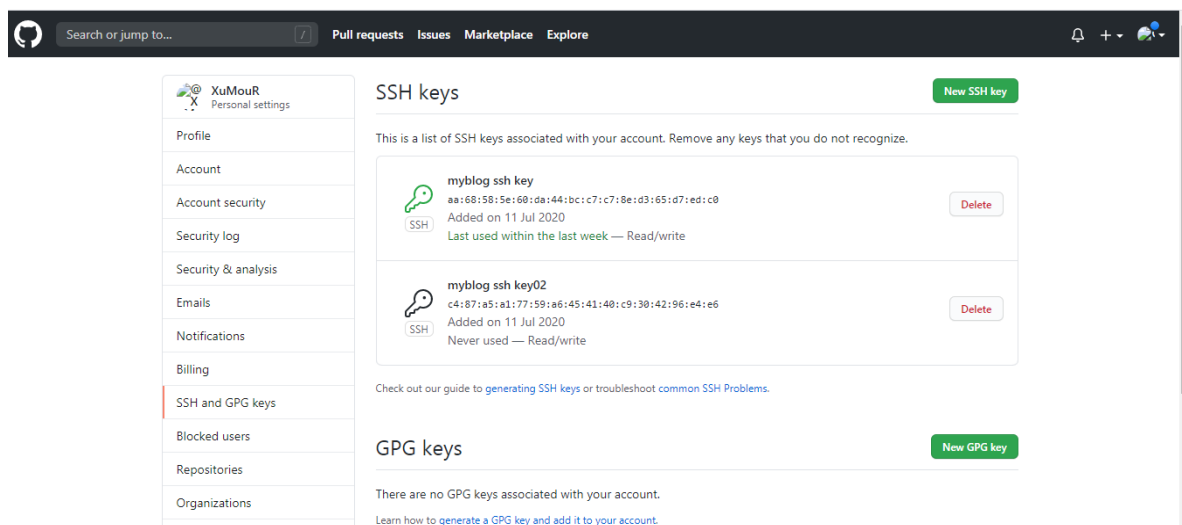 Search or jump to... /
Pull requests Issues Marketplace Explore
@
X
XuMouR
Personal settings
Profile
Account
Account security
Security log
Security & analysis
Emails
Notifications
Billing
SSH and GPG keys
Blocked users
Repositories
Organizations
SSH keys
New SSH key
This is a list of SSH keys associated with your account. Remove any keys that you do not recognize.
myblog ssh key
aa:68:58:5e:60:da:44:bc:c7:c7:8e:d3:65:d7:ed:c0
Added on 11 Jul 2020
Last used within the last week — Read/write
SSH
Delete
myblog ssh key02
c4:87:a5:a1:77:59:a6:45:41:40:c9:30:42:96:e4:e6
Added on 11 Jul 2020
Never used — Read/write
SSH
Delete
Check out our guide to generating SSH keys or troubleshoot common SSH Problems.
GPG keys
New GPG key
There are no GPG keys associated with your account.
Learn how to generate a GPG key and add it to your account.